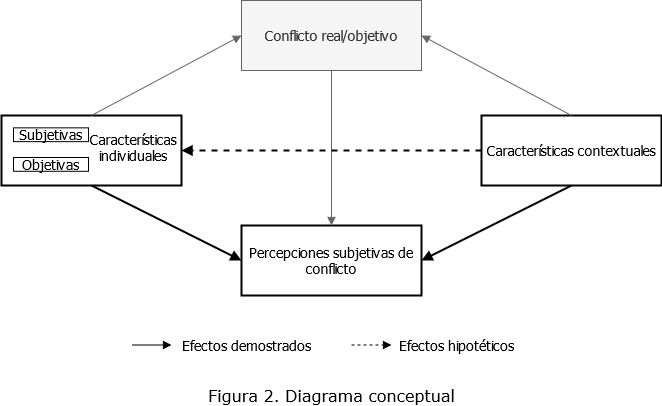 Conflicto real/objetivo
Subjetivas
Objetivas
Características
individuales
Características contextuales
Percepciones subjetivas de
conflicto
Efectos demostrados
Efectos hipotéticos
Figura 2. Diagrama conceptual